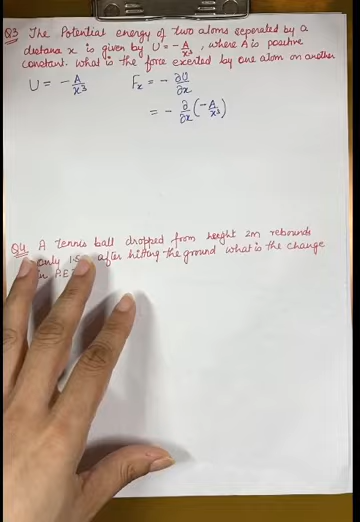 Q3 The Potential energy of two atoms seperated by a
distance x is given by U = -A/x³, where A is positive
constant. What is the force exerted by one atom on another
U = -A/x³ Fx = -∂U/∂x
= -∂/∂x(-A/x³)
Q4 A tennis ball dropped from height 2m rebounds
only after hitting the ground what is the change
in P.E